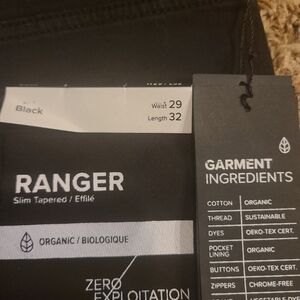 Black
Waist 29
Length 32
RANGER
Slim Tapered / Effilé
ORGANIC / BIOLOGIQUE
ZERO
EXPLOITATION
GARMENT
INGREDIENTS
COTTON ORGANIC
THREAD SUSTAINABLE
DYES OEKO-TEX CERT.
POCKET
LINING ORGANIC
BUTTONS OEKO-TEX CERT.
ZIPPERS CHROME-FREE